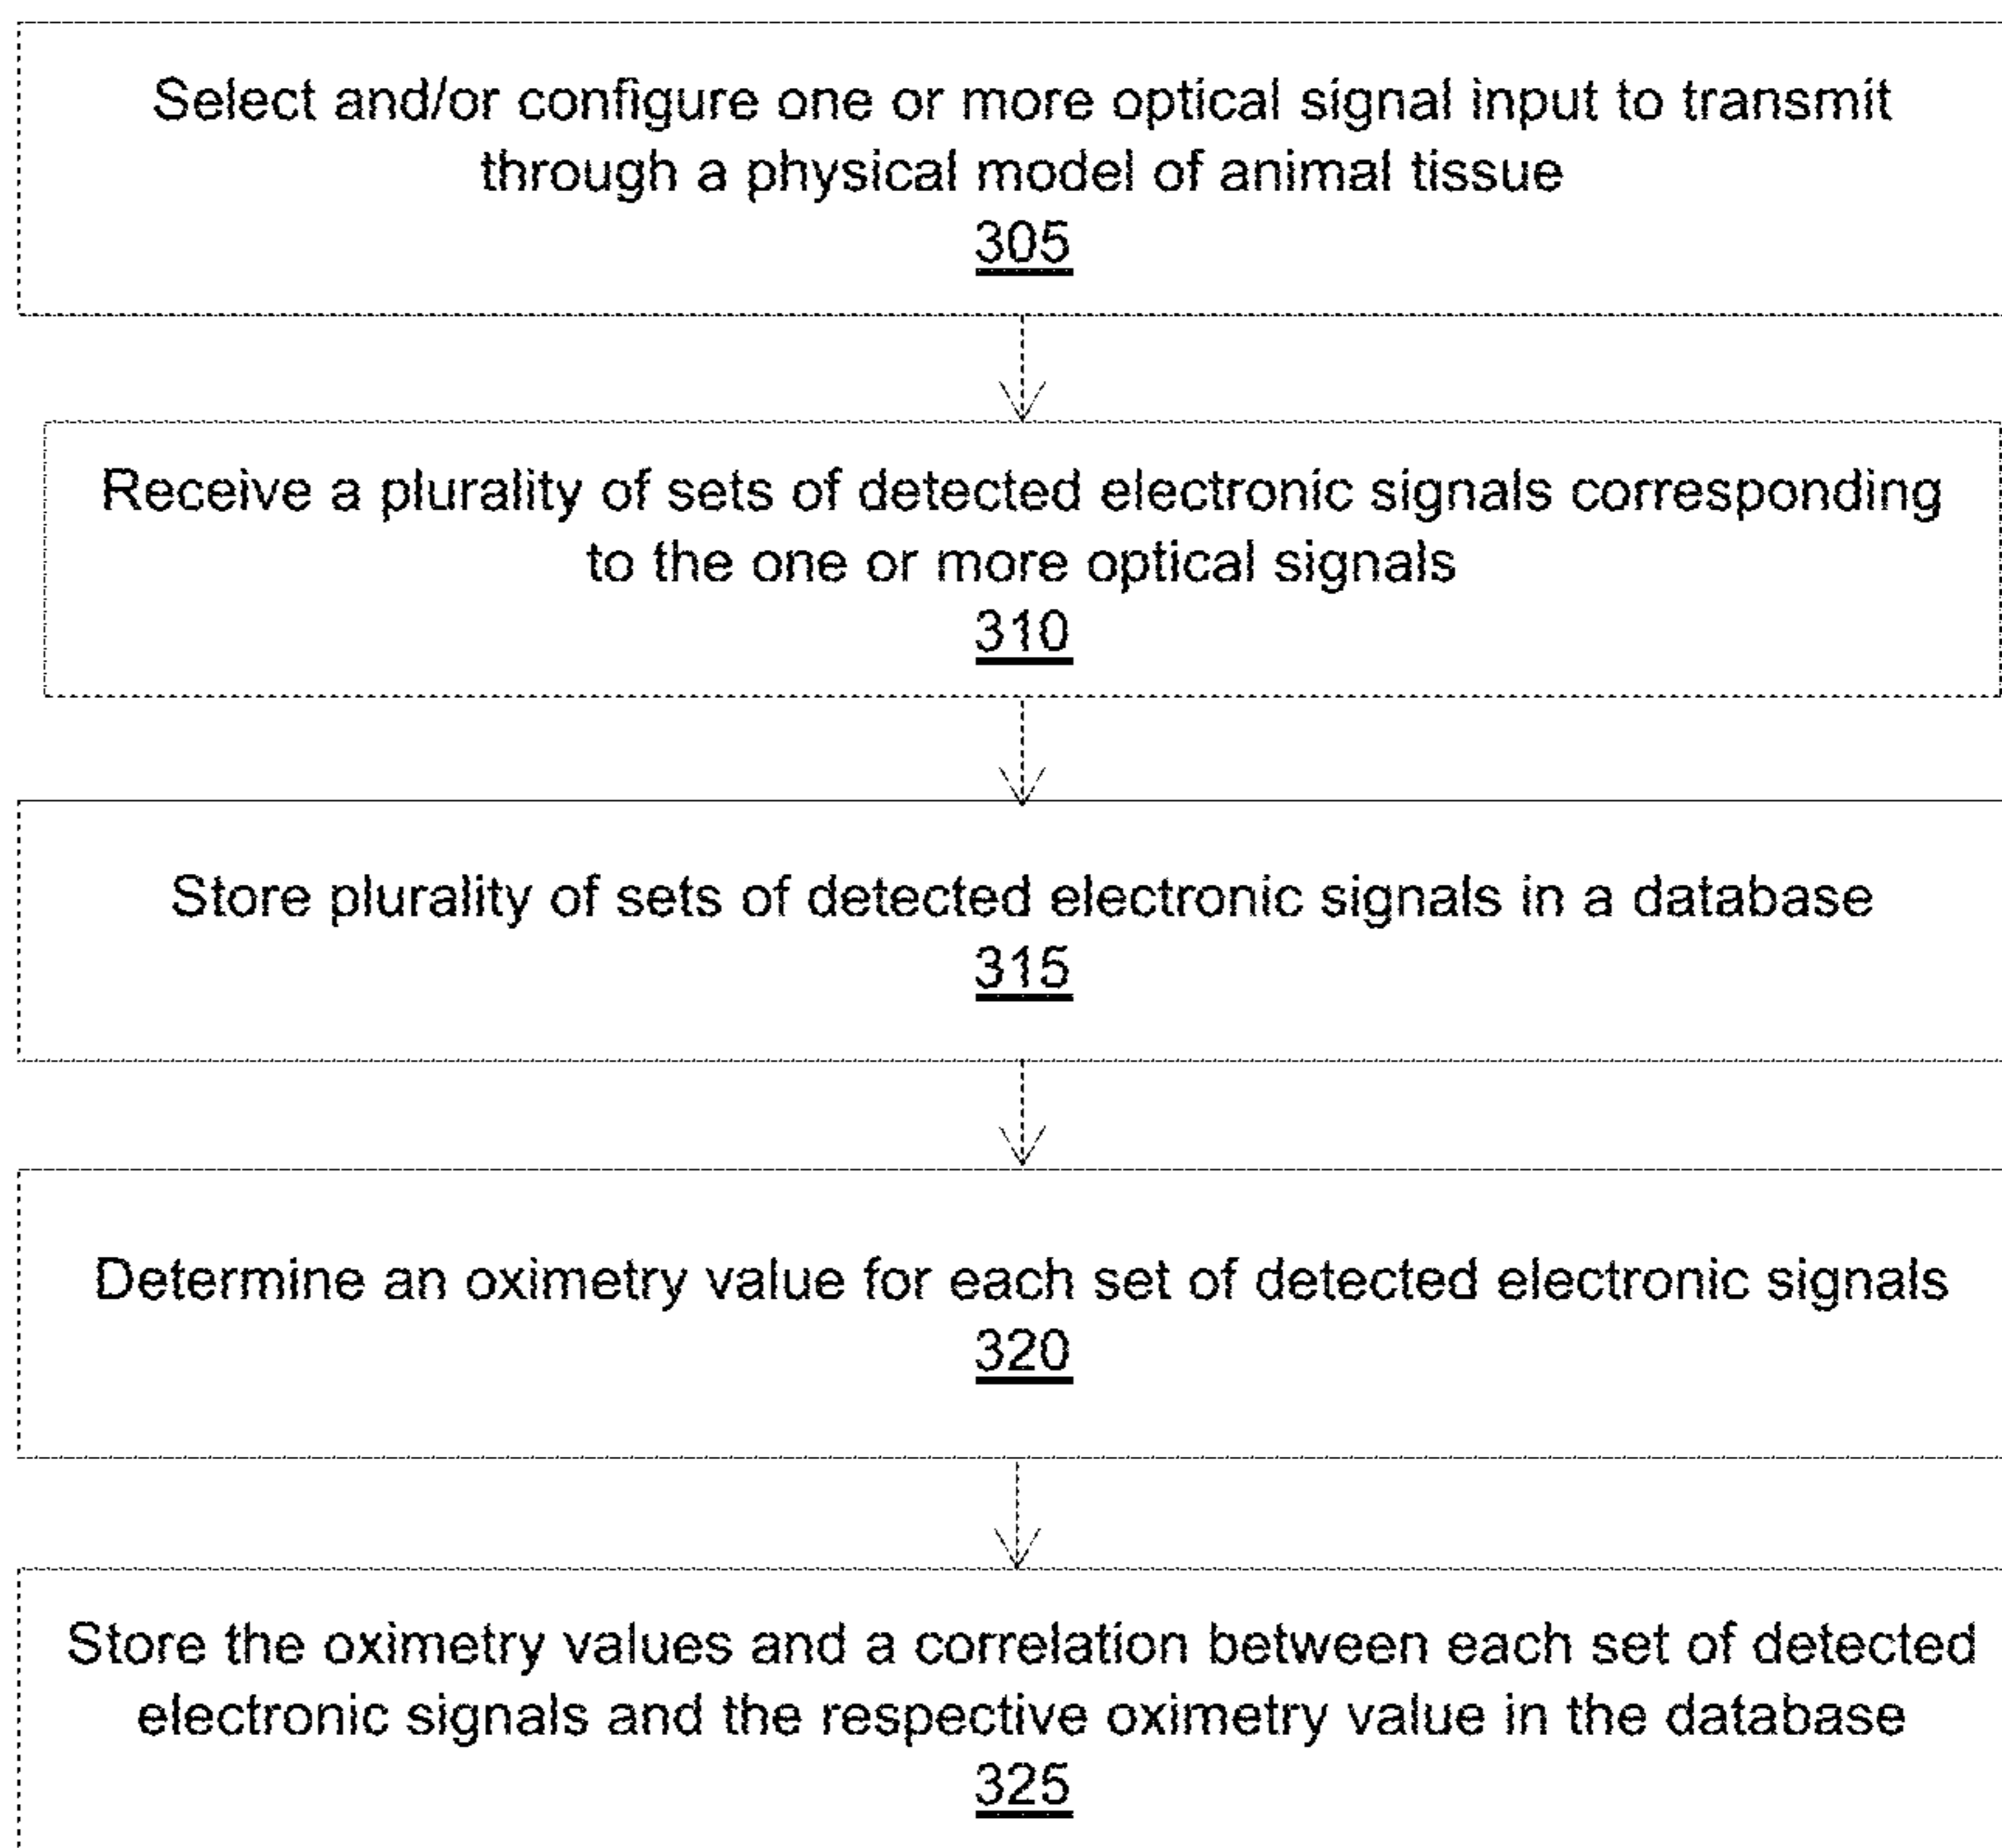 Select and/or configure one or more optical signal input to transmit
through a physical model of animal tissue
305
Receive a plurality of sets of detected electronic signals corresponding
to the one or more optical signals
310
Store plurality of sets of detected electronic signals in a database
315
Determine an oximetry value for each set of detected electronic signals
320
Store the oximetry values and a correlation between each set of detected
electronic signals and the respective oximetry value in the database
325